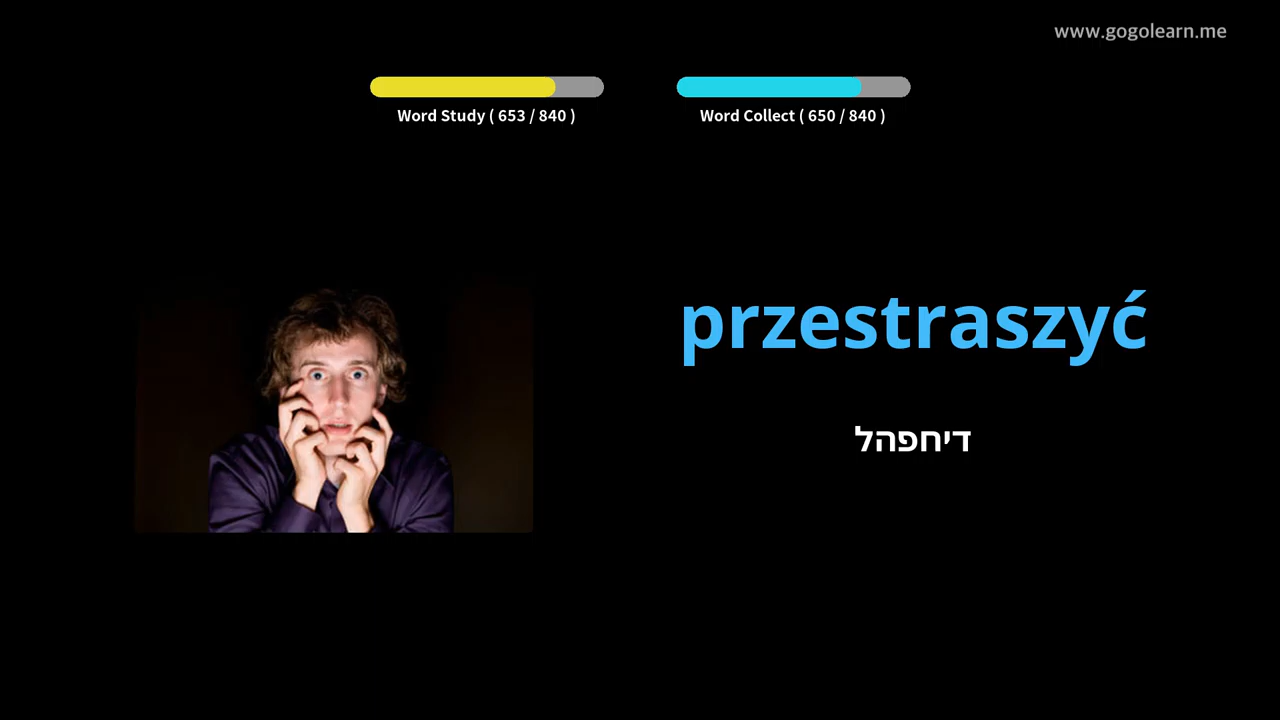 www.gogolearn.me
Word Study ( 653 / 840 )
Word Collect ( 650 / 840 )
przestraszyć
דיחפהל